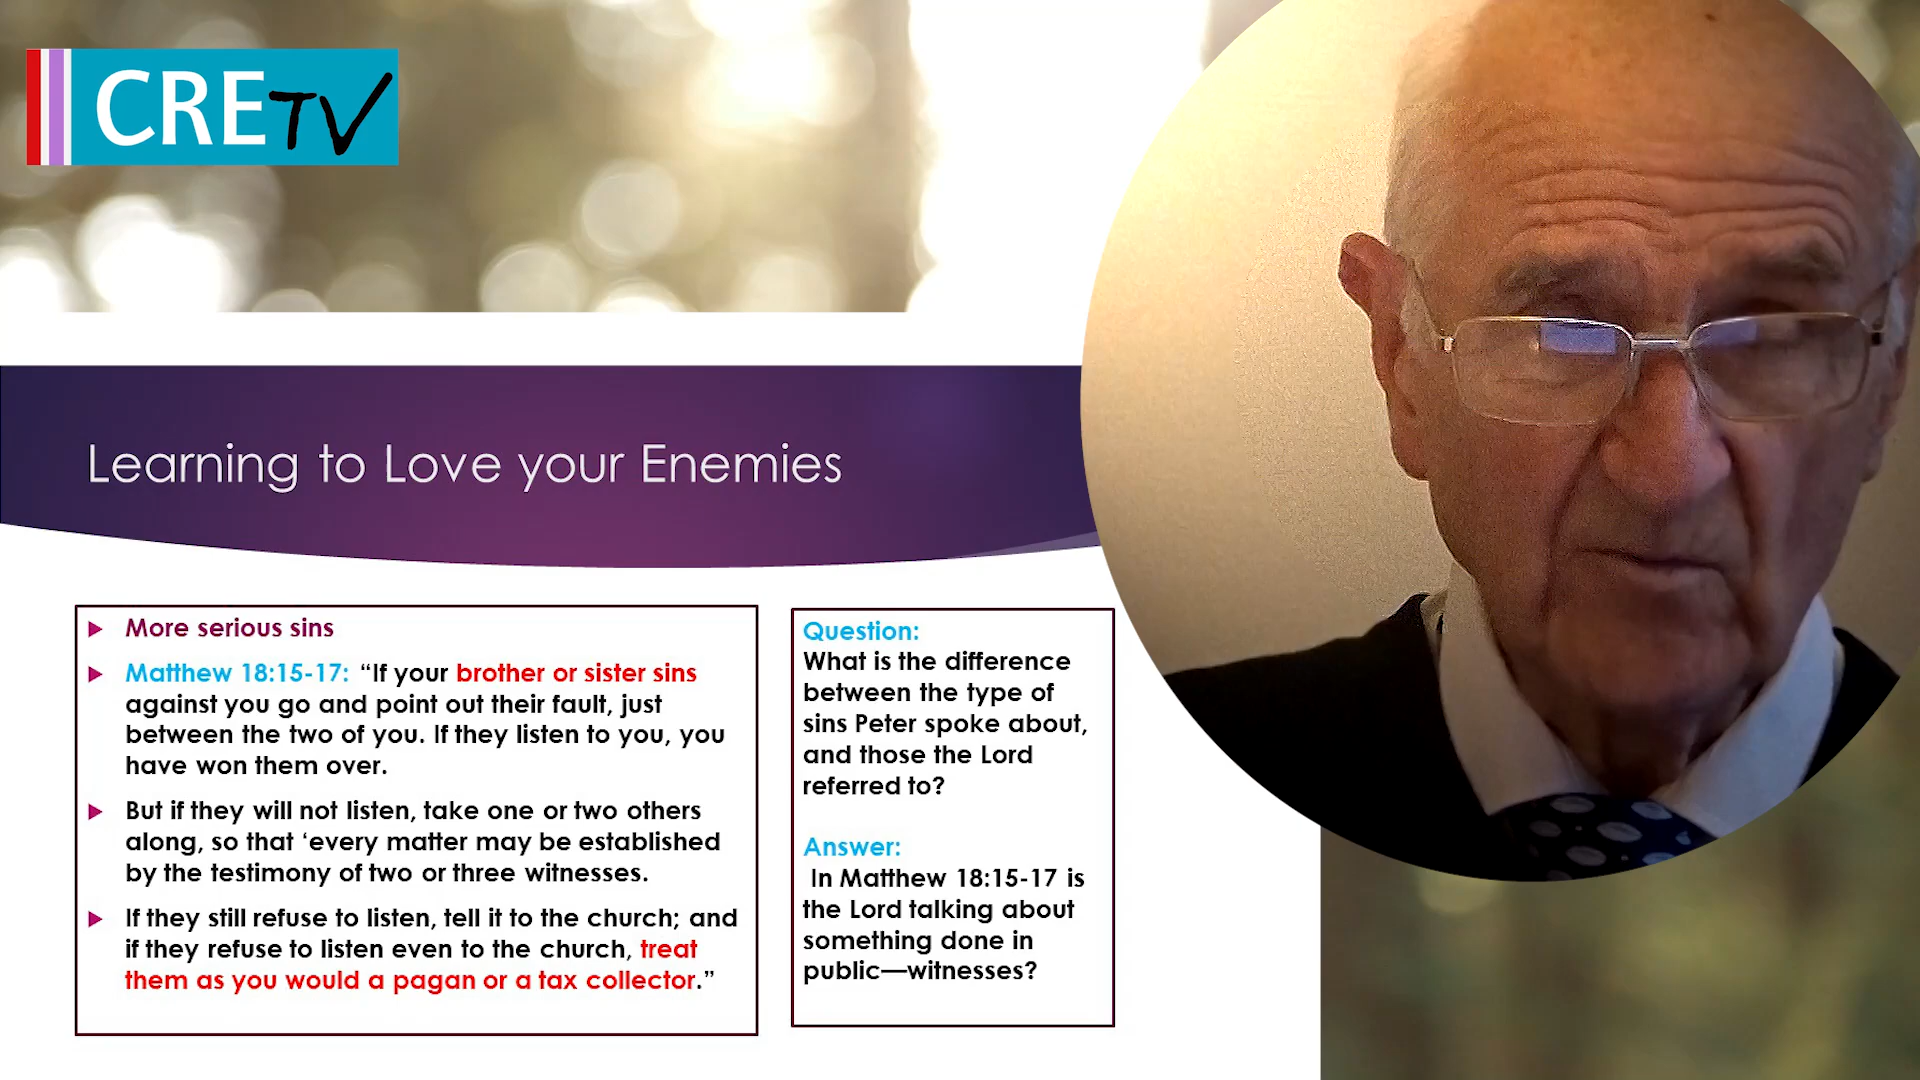 CRETV
Learning to Love your Enemies
More serious sins
Matthew 18:15-17: “If your brother or sister sins
against you go and point out their fault, just
between the two of you. If they listen to you, you
have won them over.
But if they will not listen, take one or two others
along, so that ‘every matter may be established
by the testimony of two or three witnesses.
If they still refuse to listen, tell it to the church; and
if they refuse to listen even to the church, treat
them as you would a pagan or a tax collector.”
Question:
What is the difference
between the type of
sins Peter spoke about,
and those the Lord
referred to?
Answer:
In Matthew 18:15-17 is
the Lord talking about
something done in
public—witnesses?